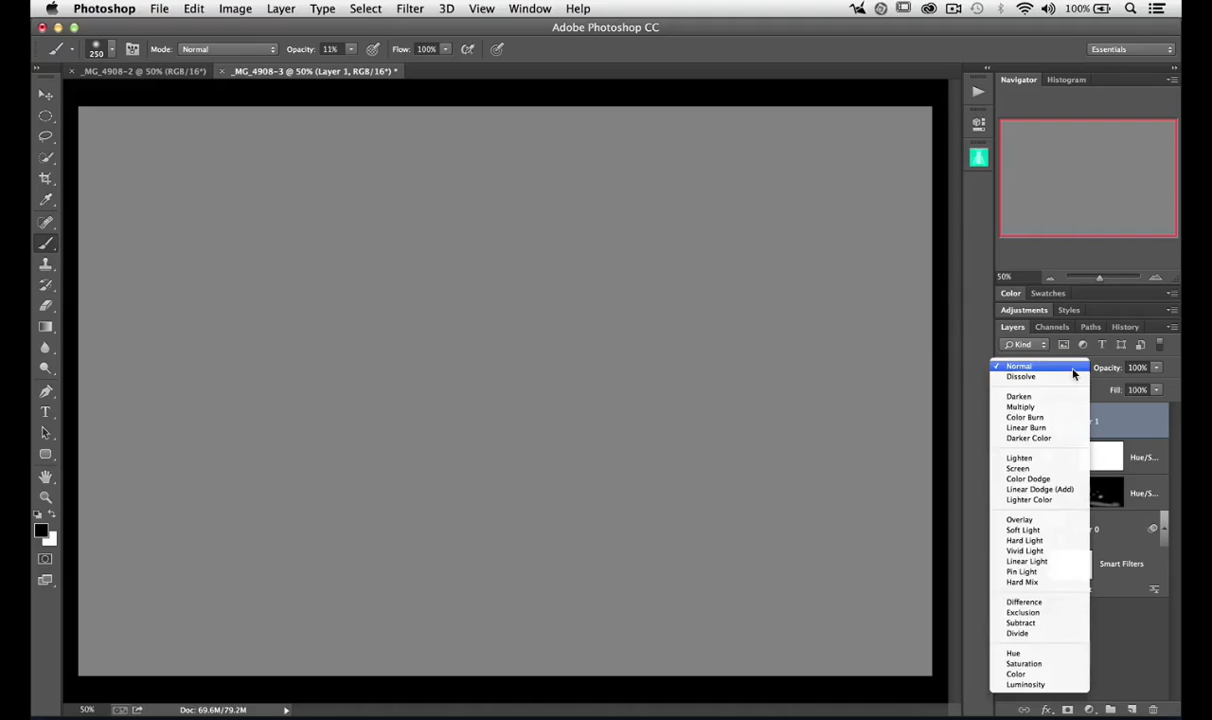 Photoshop File Edit Image Layer Type Select Filter 3D View Window Help 100%
Adobe Photoshop CC
250 Mode: Normal Opacity: 11% Flow: 100% Essentials
_MG_4908-2 @ 50% (RGB/16*) _MG_4908-3 @ 50% (Layer 1, RGB/16*) *
Navigator Histogram
50%
Color Swatches
Adjustments Styles
Layers Channels Paths History
Kind
Normal
Opacity: 100%
Dissolve
Fill: 100%
Darken
Multiply
Color Burn
Linear Burn
Darker Color
Lighten
Screen
Color Dodge
Linear Dodge (Add)
Lighter Color
Overlay
Soft Light
Hard Light
Vivid Light
Linear Light
Pin Light
Hard Mix
Difference
Exclusion
Subtract
Divide
Hue
Saturation
Color
Luminosity
1
Hue/S...
Hue/S...
0
Smart Filters
T
50% Doc: 69.6M/79.2M
fx